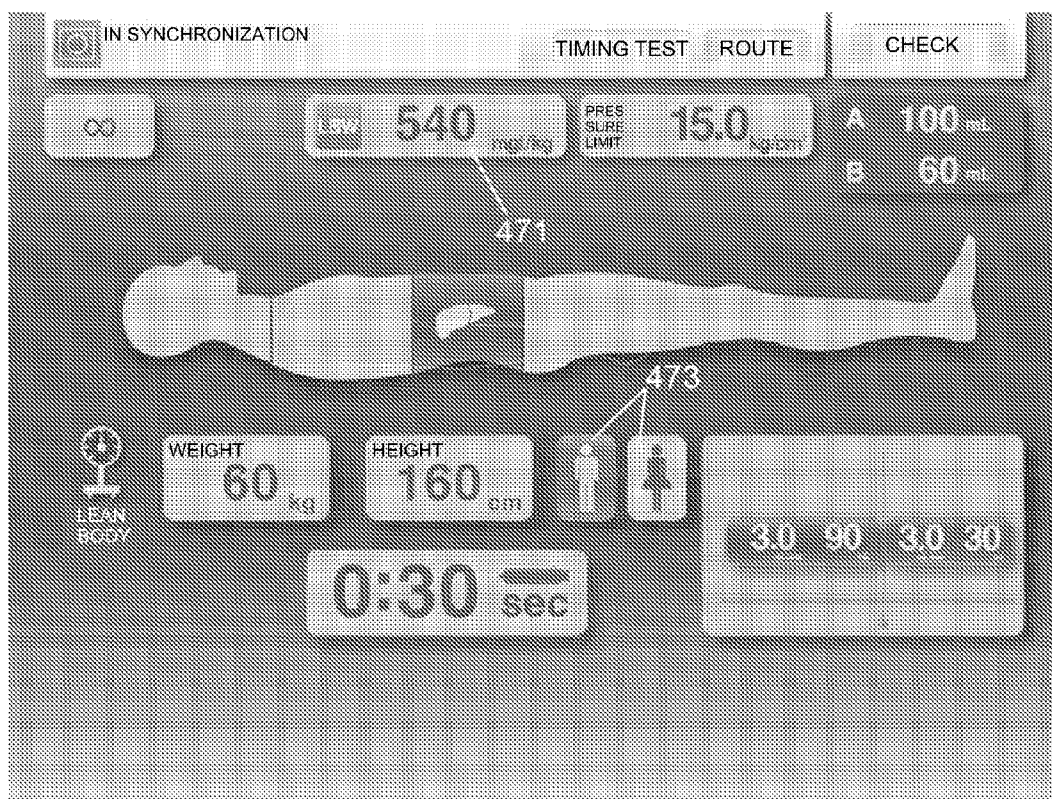 IN SYNCHRONIZATION
TIMING TEST ROUTE CHECK
∞
LBW 540 mgI/kg
PRES
SURE
LIMIT
15.0 kg/cm
A 100 mL
B 60 mL
471
473
WEIGHT
60 kg
HEIGHT
160 cm
LEAN
BODY
3.0 90 3.0 30
0:30 sec